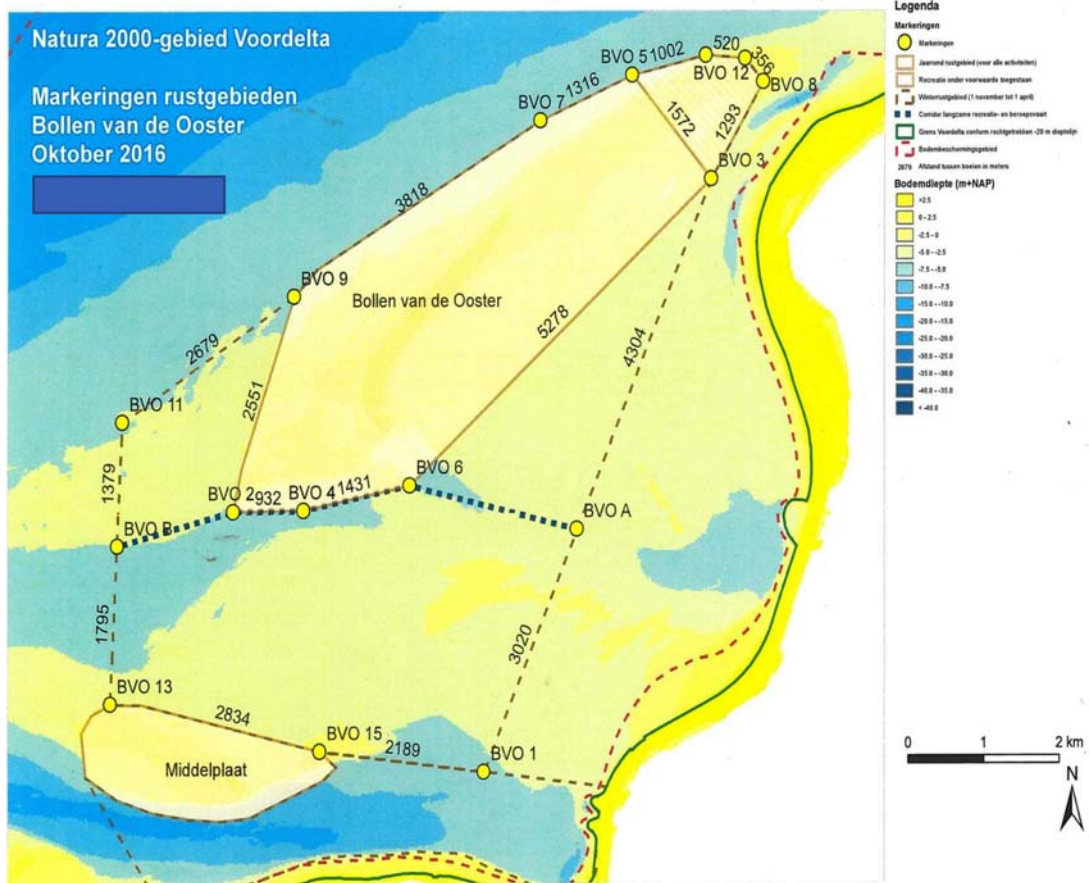 Natura 2000-gebied Voordelta
Markeringen rustgebieden
Bollen van de Ooster
Oktober 2016
BVO 5
1002
520
BVO 12
356
BVO 8
1316
BVO 7
1572
1293
BVO 3
3818
BVO 9
Bollen van de Ooster
2679
5278
4304
2551
BVO 11
1379
BVO 2
932
BVO 4
1431
BVO 6
BVO B
BVO A
1795
3020
BVO 13
2834
BVO 15
2189
BVO 1
Middelplaat
Legenda
Markeringen
Markeringen
Jaarrond rustgebied (voor alle activiteiten)
Recreatie onder voorwaarde toegestaan
Winterrustgebied (1 november tot 1 april)
Corridor langzame recreatie- en beroepsvaart
Grens Voordelta conform rechtgetrokken -20 m dieptelijn
Bodembeschermingsgebied
2679 Afstand tussen boeien in meters
Bodemdiepte (m+NAP)
>2.5
0 - 2.5
-2.5 - 0
-5.0 - -2.5
-7.5 - -5.0
-10.0 - -7.5
-15.0 - -10.0
-20.0 - -15.0
-25.0 - -20.0
-30.0 - -25.0
-35.0 - -30.0
-40.0 - -35.0
< -40.0
0 1 2 km
N